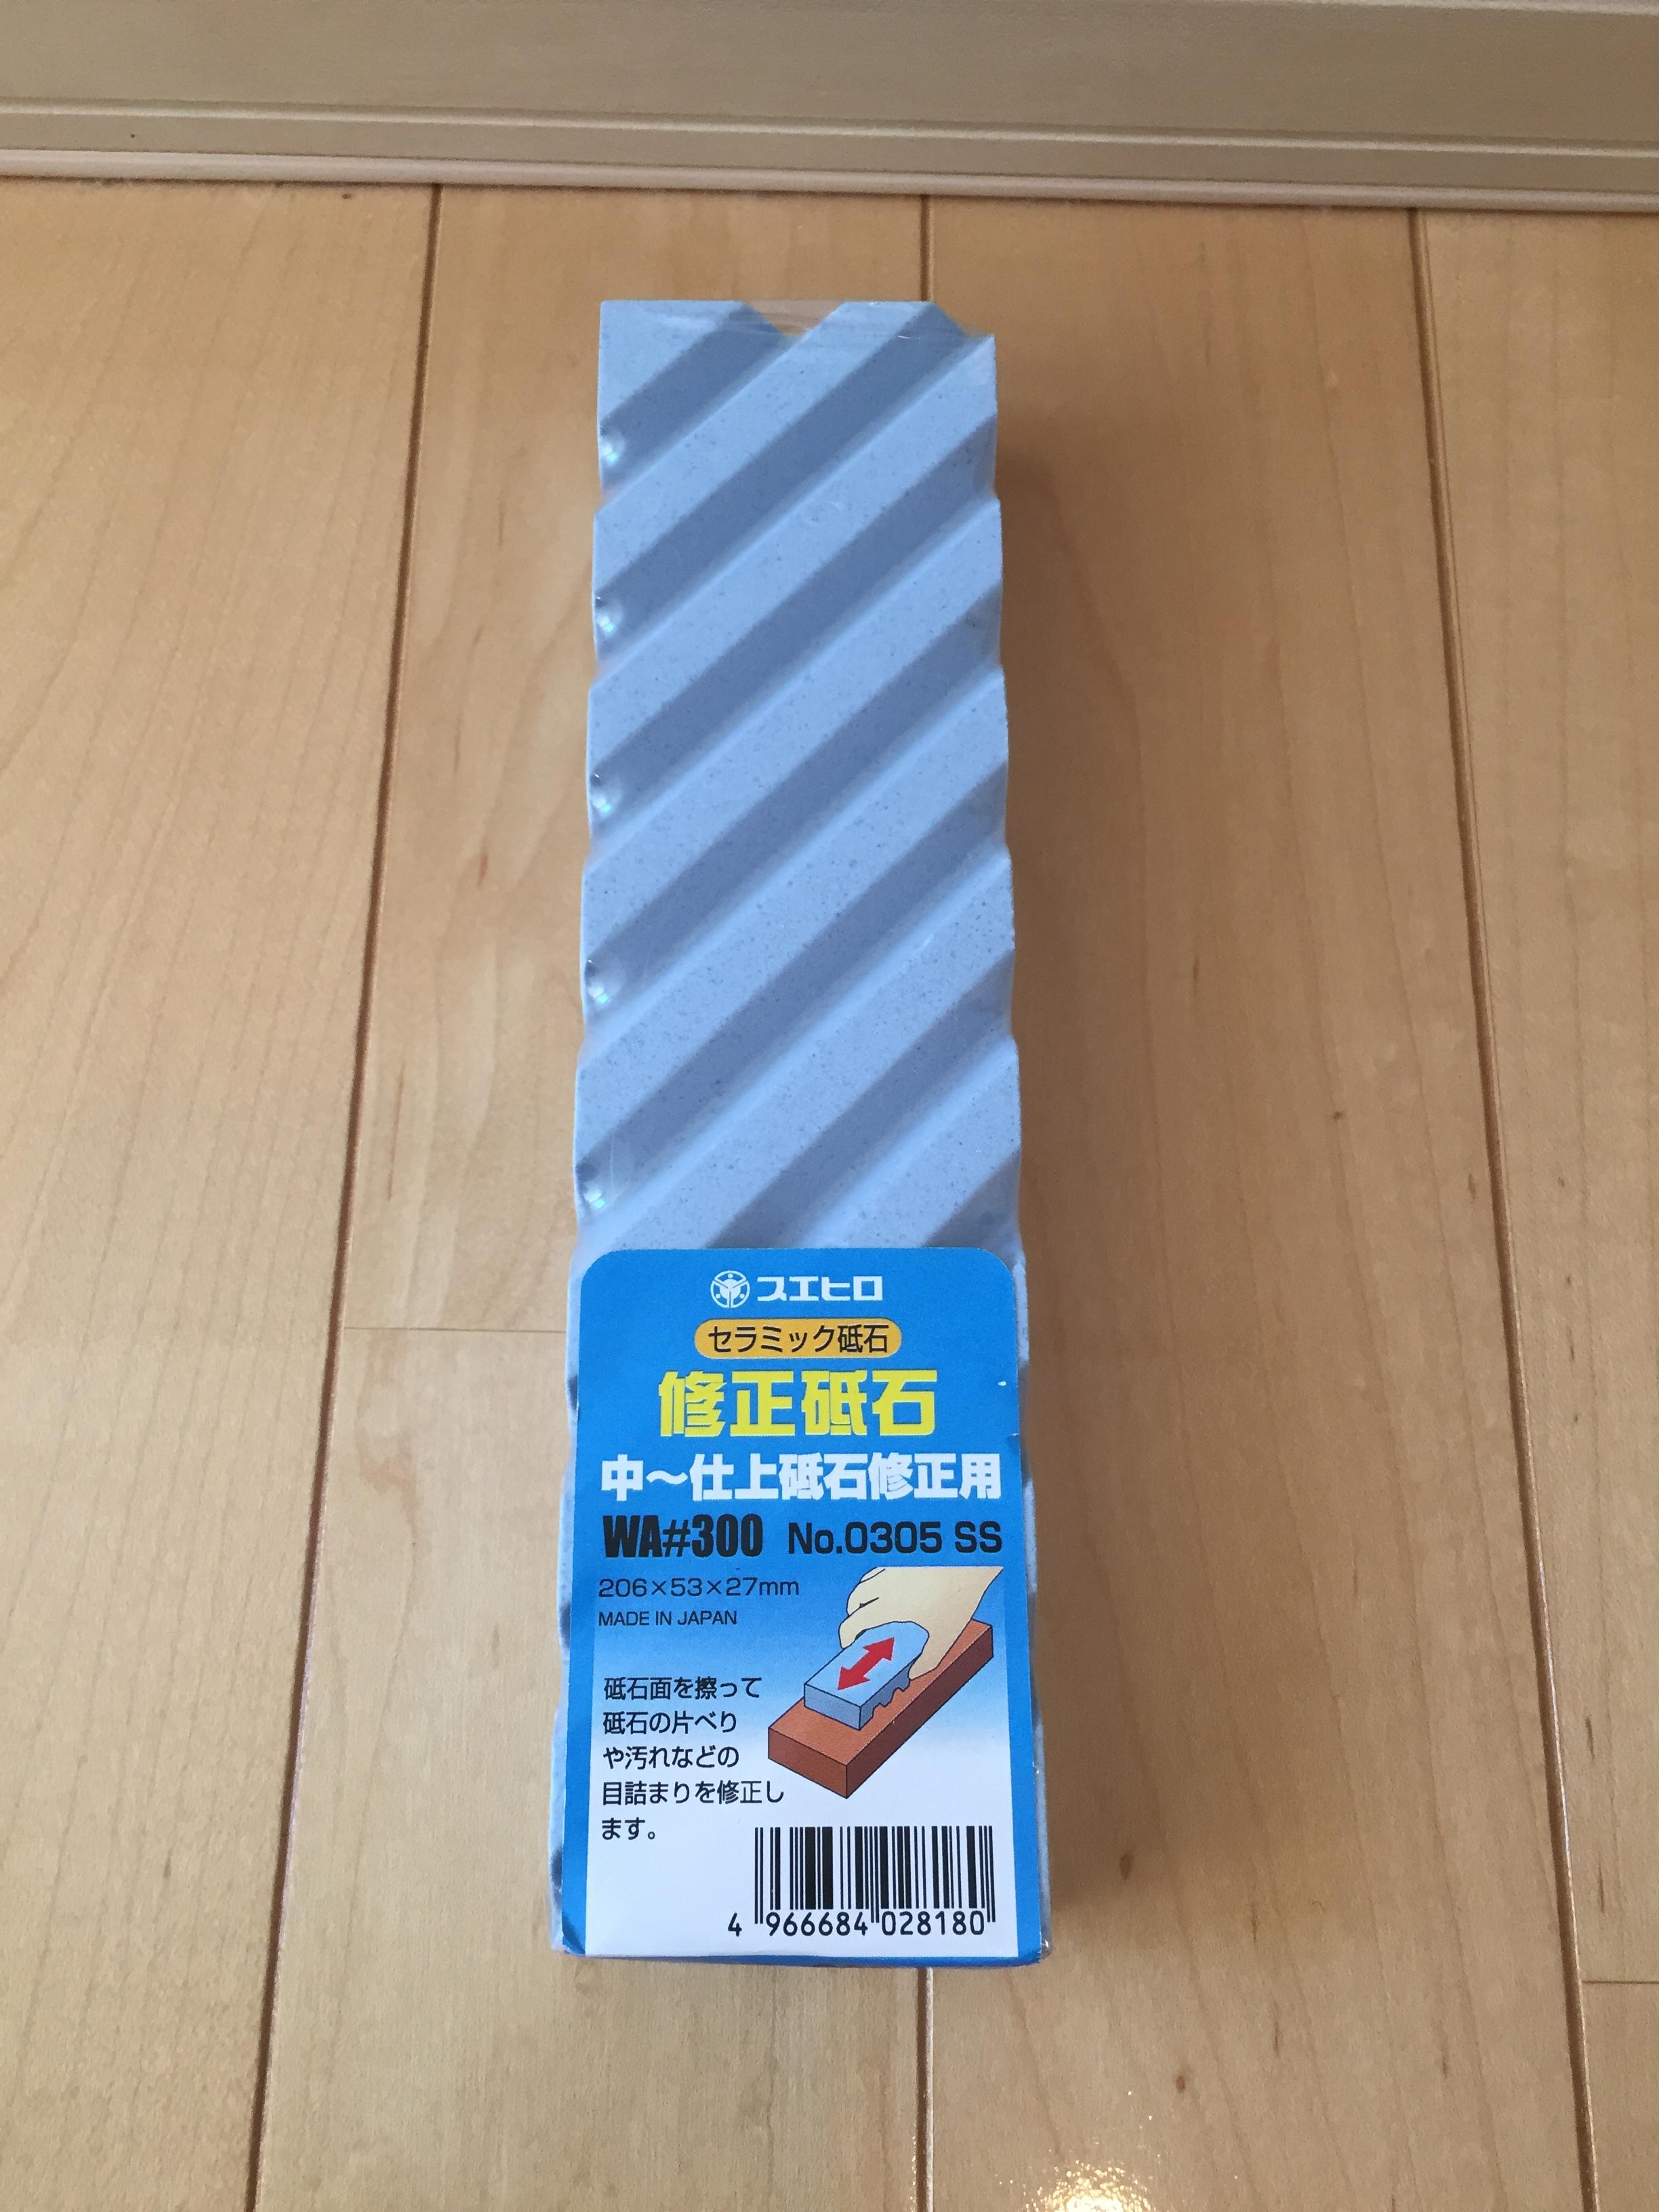 スエヒロ
セラミック砥石
修正砥石
中〜仕上砥石修正用
WA#300 No.0305 SS
206×53×27mm
MADE IN JAPAN
砥石面を擦って
砥石の片べり
や汚れなどの
目詰まりを修正し
ます。
4 966684 028180